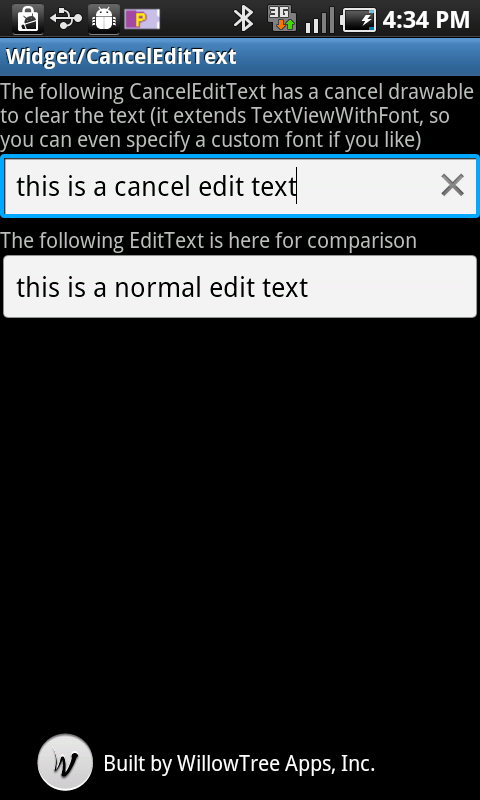 P 3G 4:34 PM
Widget/CancelEditText
The following CancelEditText has a cancel drawable
to clear the text (it extends TextViewWithFont, so
you can even specify a custom font if you like)
this is a cancel edit text
The following EditText is here for comparison
this is a normal edit text
W Built by WillowTree Apps, Inc.